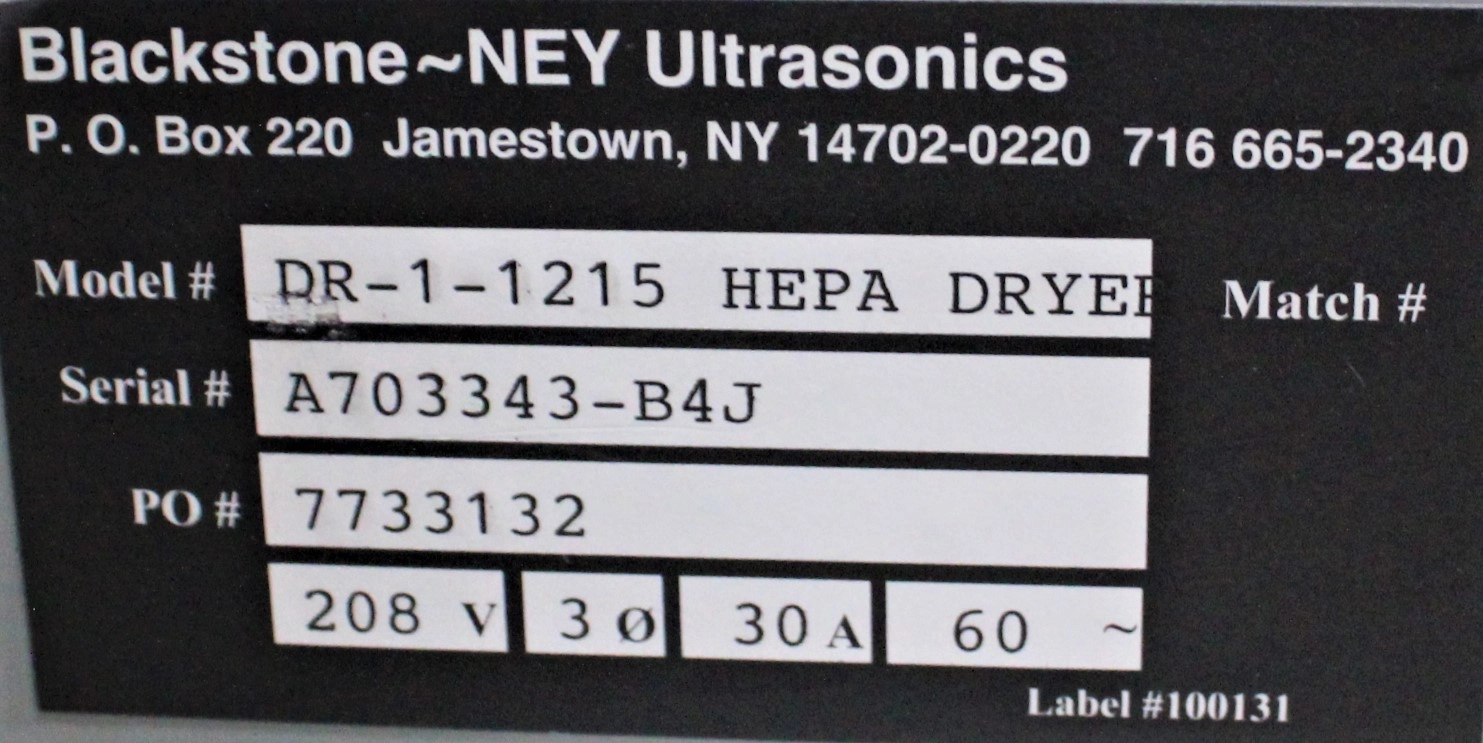 Blackstone~NEY Ultrasonics
P. O. Box 220 Jamestown, NY 14702-0220 716 665-2340
Model # DR-1-1215 HEPA DRYER Match #
Serial # A703343-B4J
PO # 7733132
208 V 3 Ø 30 A 60 ~
Label #100131